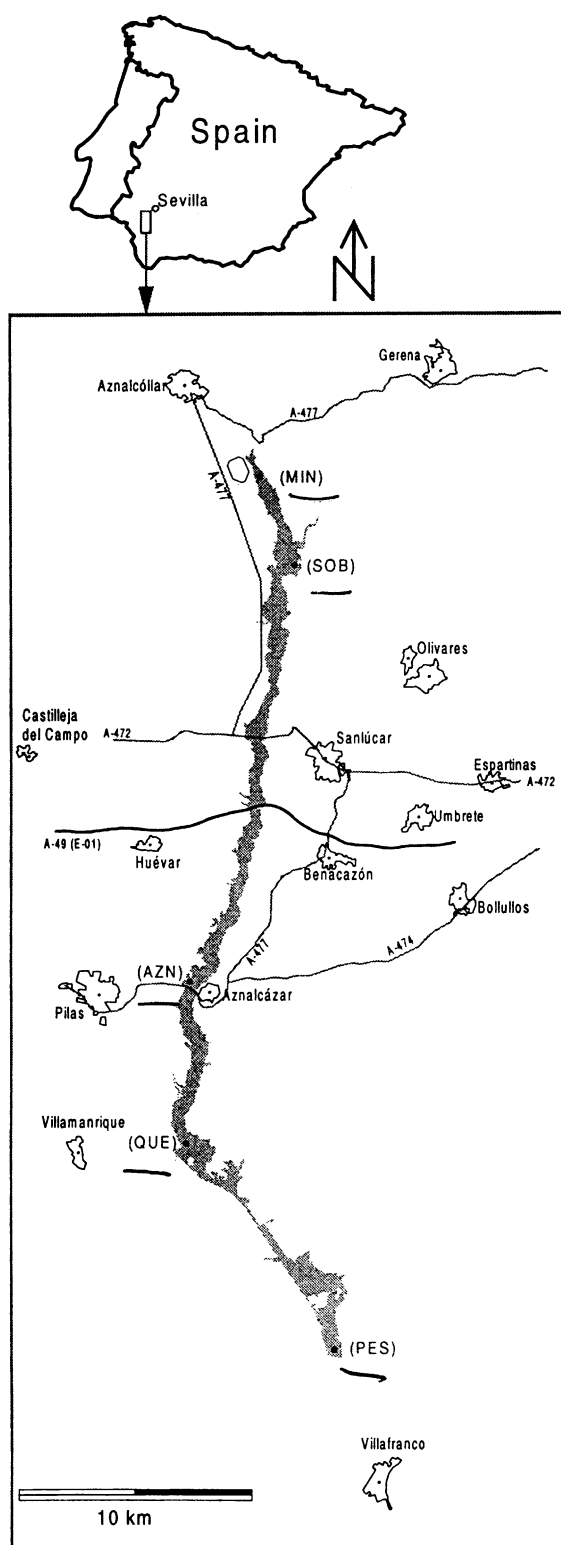 Spain
Sevilla
N
Gerena
Aznalcóllar
A-477
A-477
(MIN)
(SOB)
Olivares
Castilleja
del Campo
A-472
Sanlúcar
Espartinas
A-472
Umbrete
A-49 (E-01)
Huévar
Benacazón
Bollullos
A-477
A-474
(AZN)
Aznalcázar
Pilas
Villamanrique
(QUE)
(PES)
Villafranco
10 km